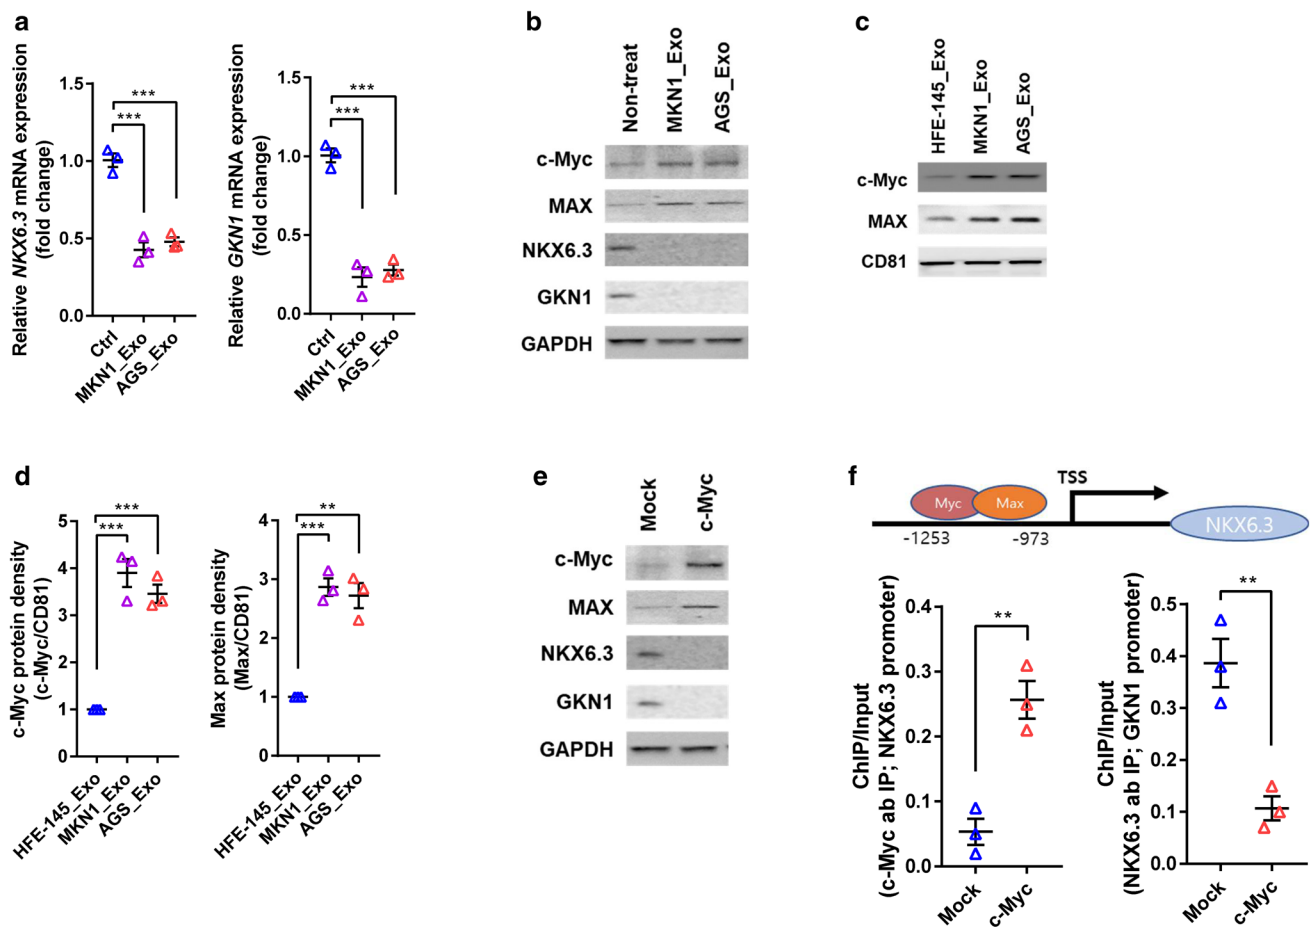 a
Relative NKX6.3 mRNA expression
(fold change)
1.5
1.0
0.5
0.0
***
***
Ctrl
MKN1_Exo
AGS_Exo
Relative GKN1 mRNA expression
(fold change)
1.5
1.0
0.5
0.0
***
***
Ctrl
MKN1_Exo
AGS_Exo
b
Non-treat
MKN1_Exo
AGS_Exo
c-Myc
MAX
NKX6.3
GKN1
GAPDH
c
HFE-145_Exo
MKN1_Exo
AGS_Exo
c-Myc
MAX
CD81
d
c-Myc protein density
(c-Myc/CD81)
5
4
3
2
1
0
***
***
HFE-145_Exo
MKN1_Exo
AGS_Exo
Max protein density
(Max/CD81)
4
3
2
1
0
**
***
HFE-145_Exo
MKN1_Exo
AGS_Exo
e
Mock
c-Myc
c-Myc
MAX
NKX6.3
GKN1
GAPDH
f
TSS
Myc
Max
NKX6.3
-1253
-973
ChIP/Input
(c-Myc ab IP; NKX6.3 promoter)
0.4
0.3
0.2
0.1
0.0
**
Mock
c-Myc
ChIP/Input
(NKX6.3 ab IP; GKN1 promoter)
0.5
0.4
0.3
0.2
0.1
0.0
**
Mock
c-Myc